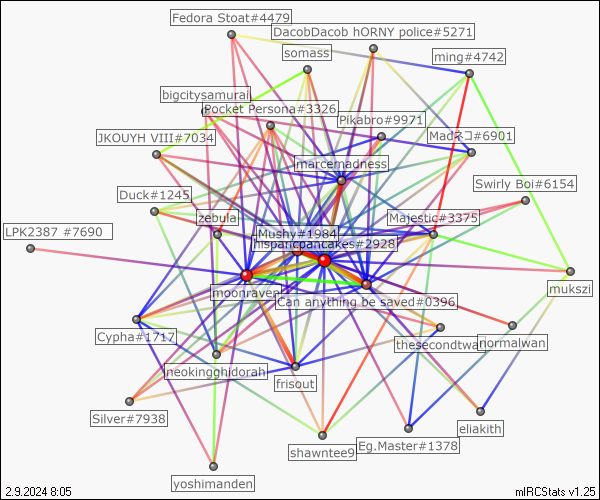 Fedora Stoat#4479
DacobDacob hORNY police#5271
somass
ming#4742
bigcitysamurai
Pocket Persona#3326
Pikabro#9971
JKOUYH VIII#7034
Madネコ#6901
marcemadness
Duck#1245
Swirly Boi#6154
zebulai
Majestic#3375
LPK2387 #7690
Mushy#1984
hispancpancakes#2928
moonraven
Can anything be saved#0396
mukszi
Cypha#1717
thesecondtwan
normalwan
neokingghidorah
frisout
Silver#7938
eliakith
shawntee9
Eg.Master#1378
yoshimanden
2.9.2024 8:05
mIRCStats v1.25